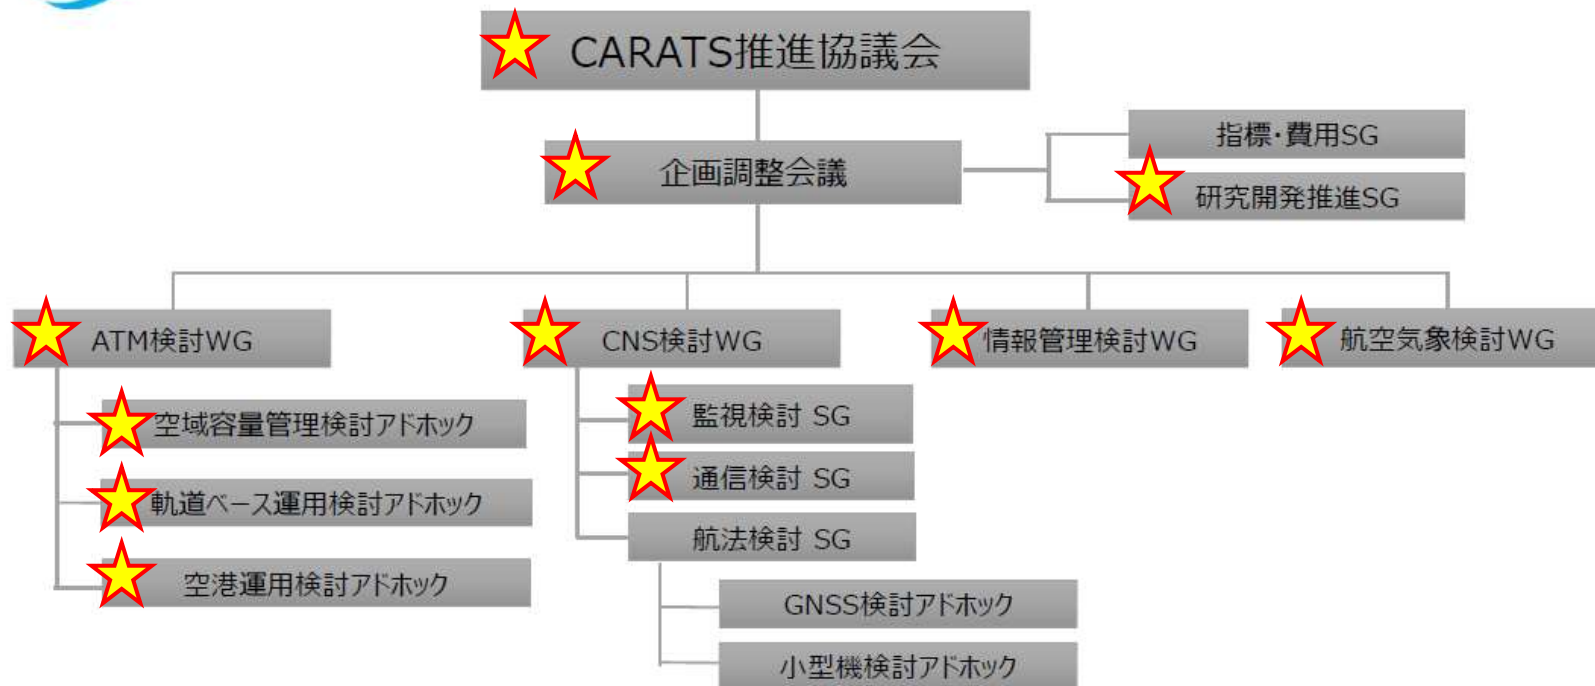 CARATS推進協議会
企画調整会議
指標・費用SG
研究開発推進SG
ATM検討WG
CNS検討WG
情報管理検討WG
航空気象検討WG
空域容量管理検討アドホック
軌道ベース運用検討アドホック
空港運用検討アドホック
監視検討 SG
通信検討 SG
航法検討 SG
GNSS検討アドホック
小型機検討アドホック